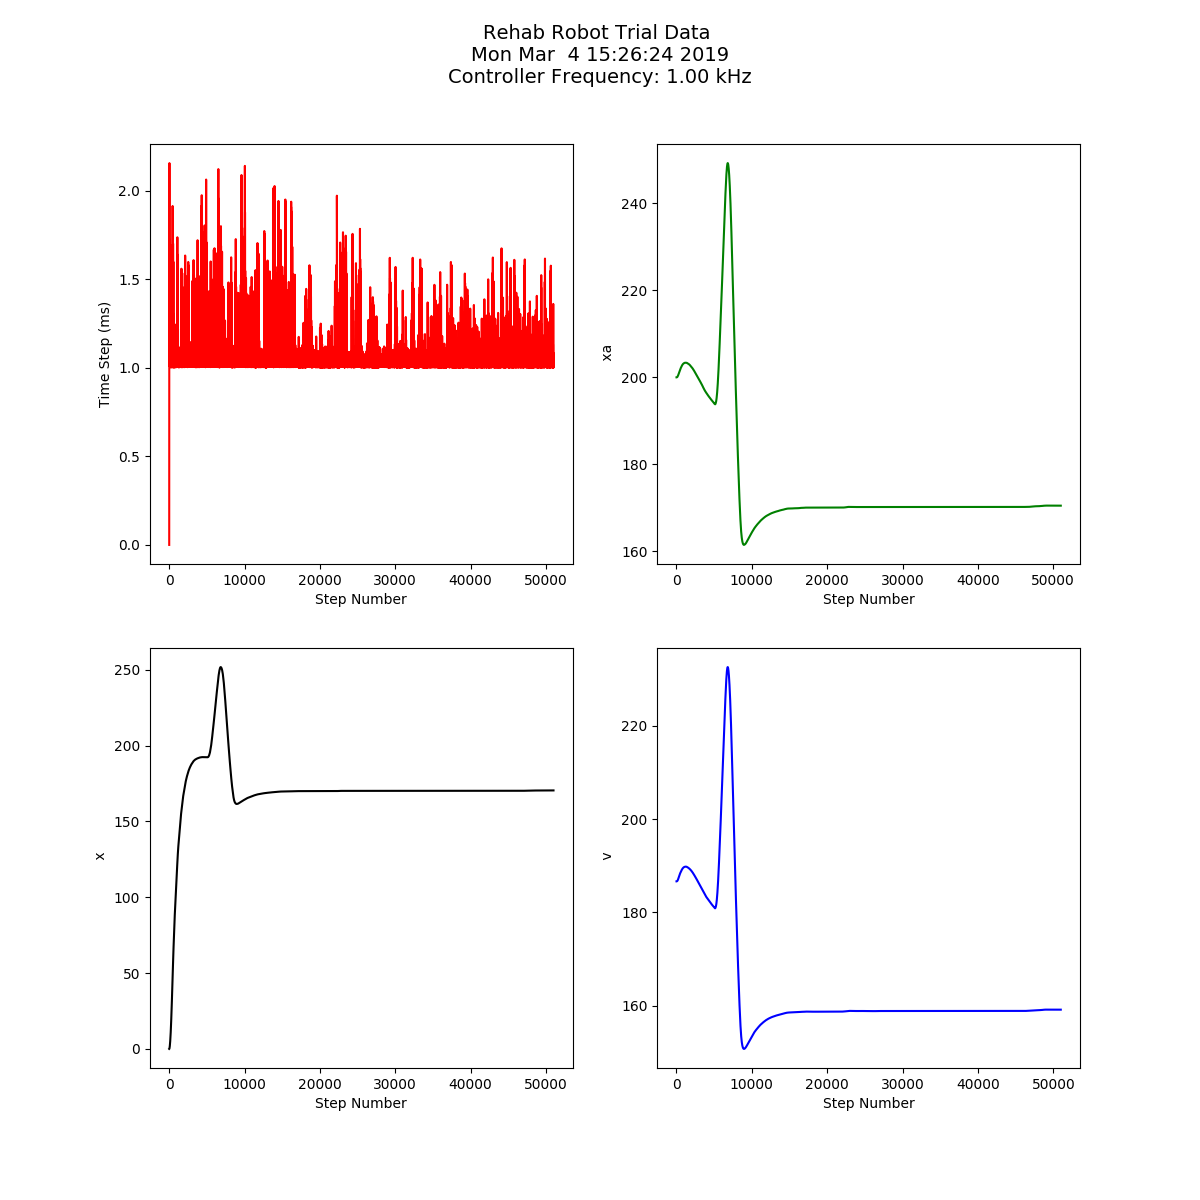 Rehab Robot Trial Data
Mon Mar  4 15:26:24 2019
Controller Frequency: 1.00 kHz
2.0
1.5
1.0
0.5
0.0
Time Step (ms)
0 10000 20000 30000 40000 50000
Step Number
240
220
200
180
160
xa
0 10000 20000 30000 40000 50000
Step Number
250
200
150
100
50
0
x
0 10000 20000 30000 40000 50000
Step Number
220
200
180
160
v
0 10000 20000 30000 40000 50000
Step Number